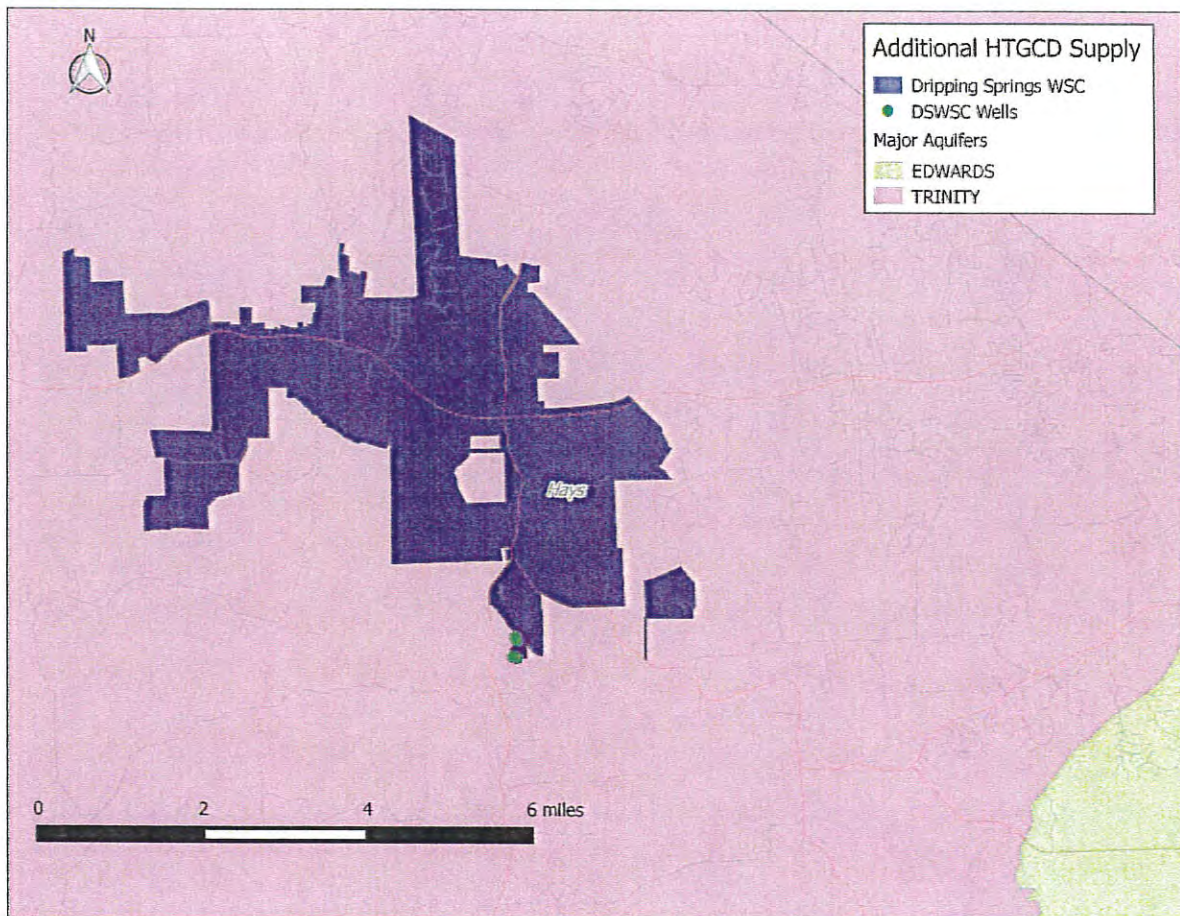 N
Additional HTGCD Supply
Dripping Springs WSC
DSWSC Wells
Major Aquifers
EDWARDS
TRINITY
Hays
0 2 4 6 miles